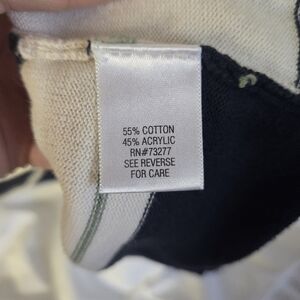 55% COTTON
45% ACRYLIC
RN#73277
SEE REVERSE
FOR CARE